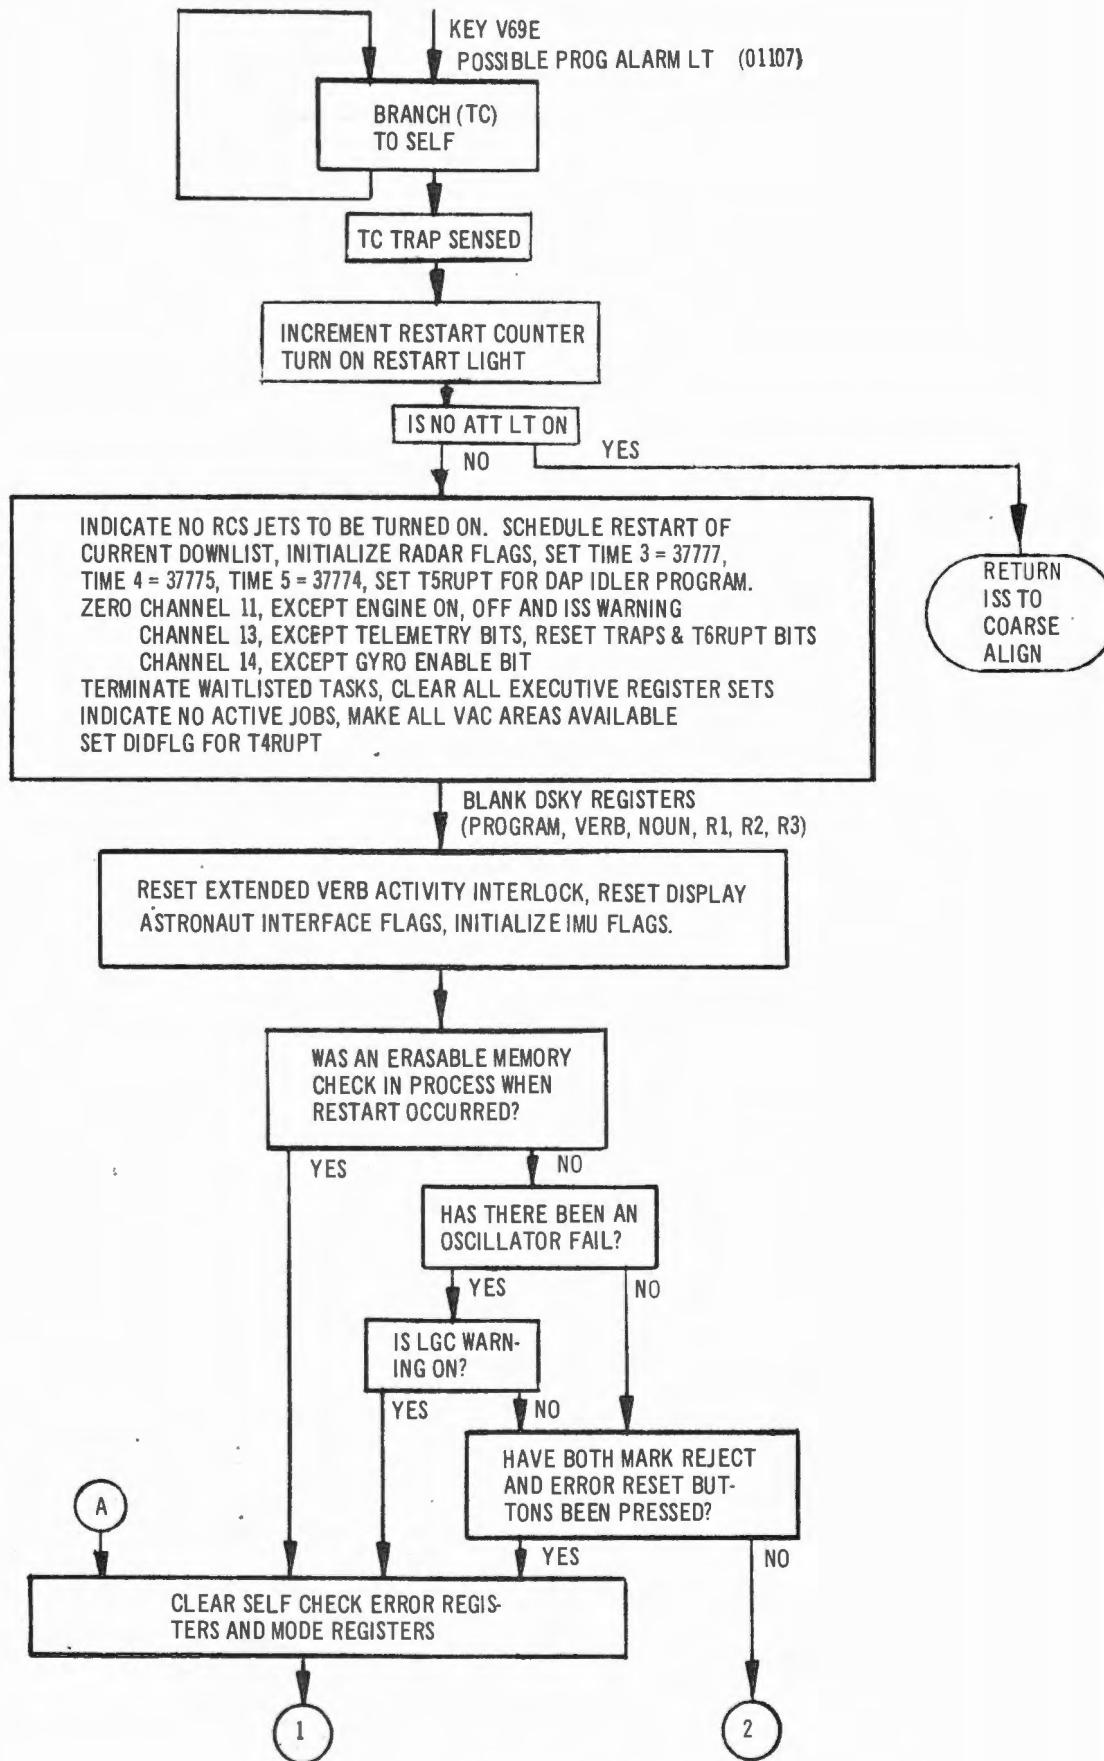 KEY V69E
POSSIBLE PROG ALARM LT (01107)
BRANCH (TC)
TO SELF
TC TRAP SENSED
INCREMENT RESTART COUNTER
TURN ON RESTART LIGHT
IS NO ATT LT ON
NO
YES
INDICATE NO RCS JETS TO BE TURNED ON. SCHEDULE RESTART OF
CURRENT DOWNLIST, INITIALIZE RADAR FLAGS, SET TIME 3 = 37777,
TIME 4 = 37775, TIME 5 = 37774, SET T5RUPT FOR DAP IDLER PROGRAM.
ZERO CHANNEL 11, EXCEPT ENGINE ON, OFF AND ISS WARNING
CHANNEL 13, EXCEPT TELEMETRY BITS, RESET TRAPS & T6RUPT BITS
CHANNEL 14, EXCEPT GYRO ENABLE BIT
TERMINATE WAITLISTED TASKS, CLEAR ALL EXECUTIVE REGISTER SETS
INDICATE NO ACTIVE JOBS, MAKE ALL VAC AREAS AVAILABLE
SET DIDFLG FOR T4RUPT
RETURN
ISS TO
COARSE
ALIGN
BLANK DSKY REGISTERS
(PROGRAM, VERB, NOUN, R1, R2, R3)
RESET EXTENDED VERB ACTIVITY INTERLOCK, RESET DISPLAY
ASTRONAUT INTERFACE FLAGS, INITIALIZE IMU FLAGS.
WAS AN ERASABLE MEMORY
CHECK IN PROCESS WHEN
RESTART OCCURRED?
YES
NO
HAS THERE BEEN AN
OSCILLATOR FAIL?
YES
NO
IS LGC WARN-
ING ON?
YES
NO
HAVE BOTH MARK REJECT
AND ERROR RESET BUT-
TONS BEEN PRESSED?
A
YES
NO
CLEAR SELF CHECK ERROR REGIS-
TERS AND MODE REGISTERS
1
2